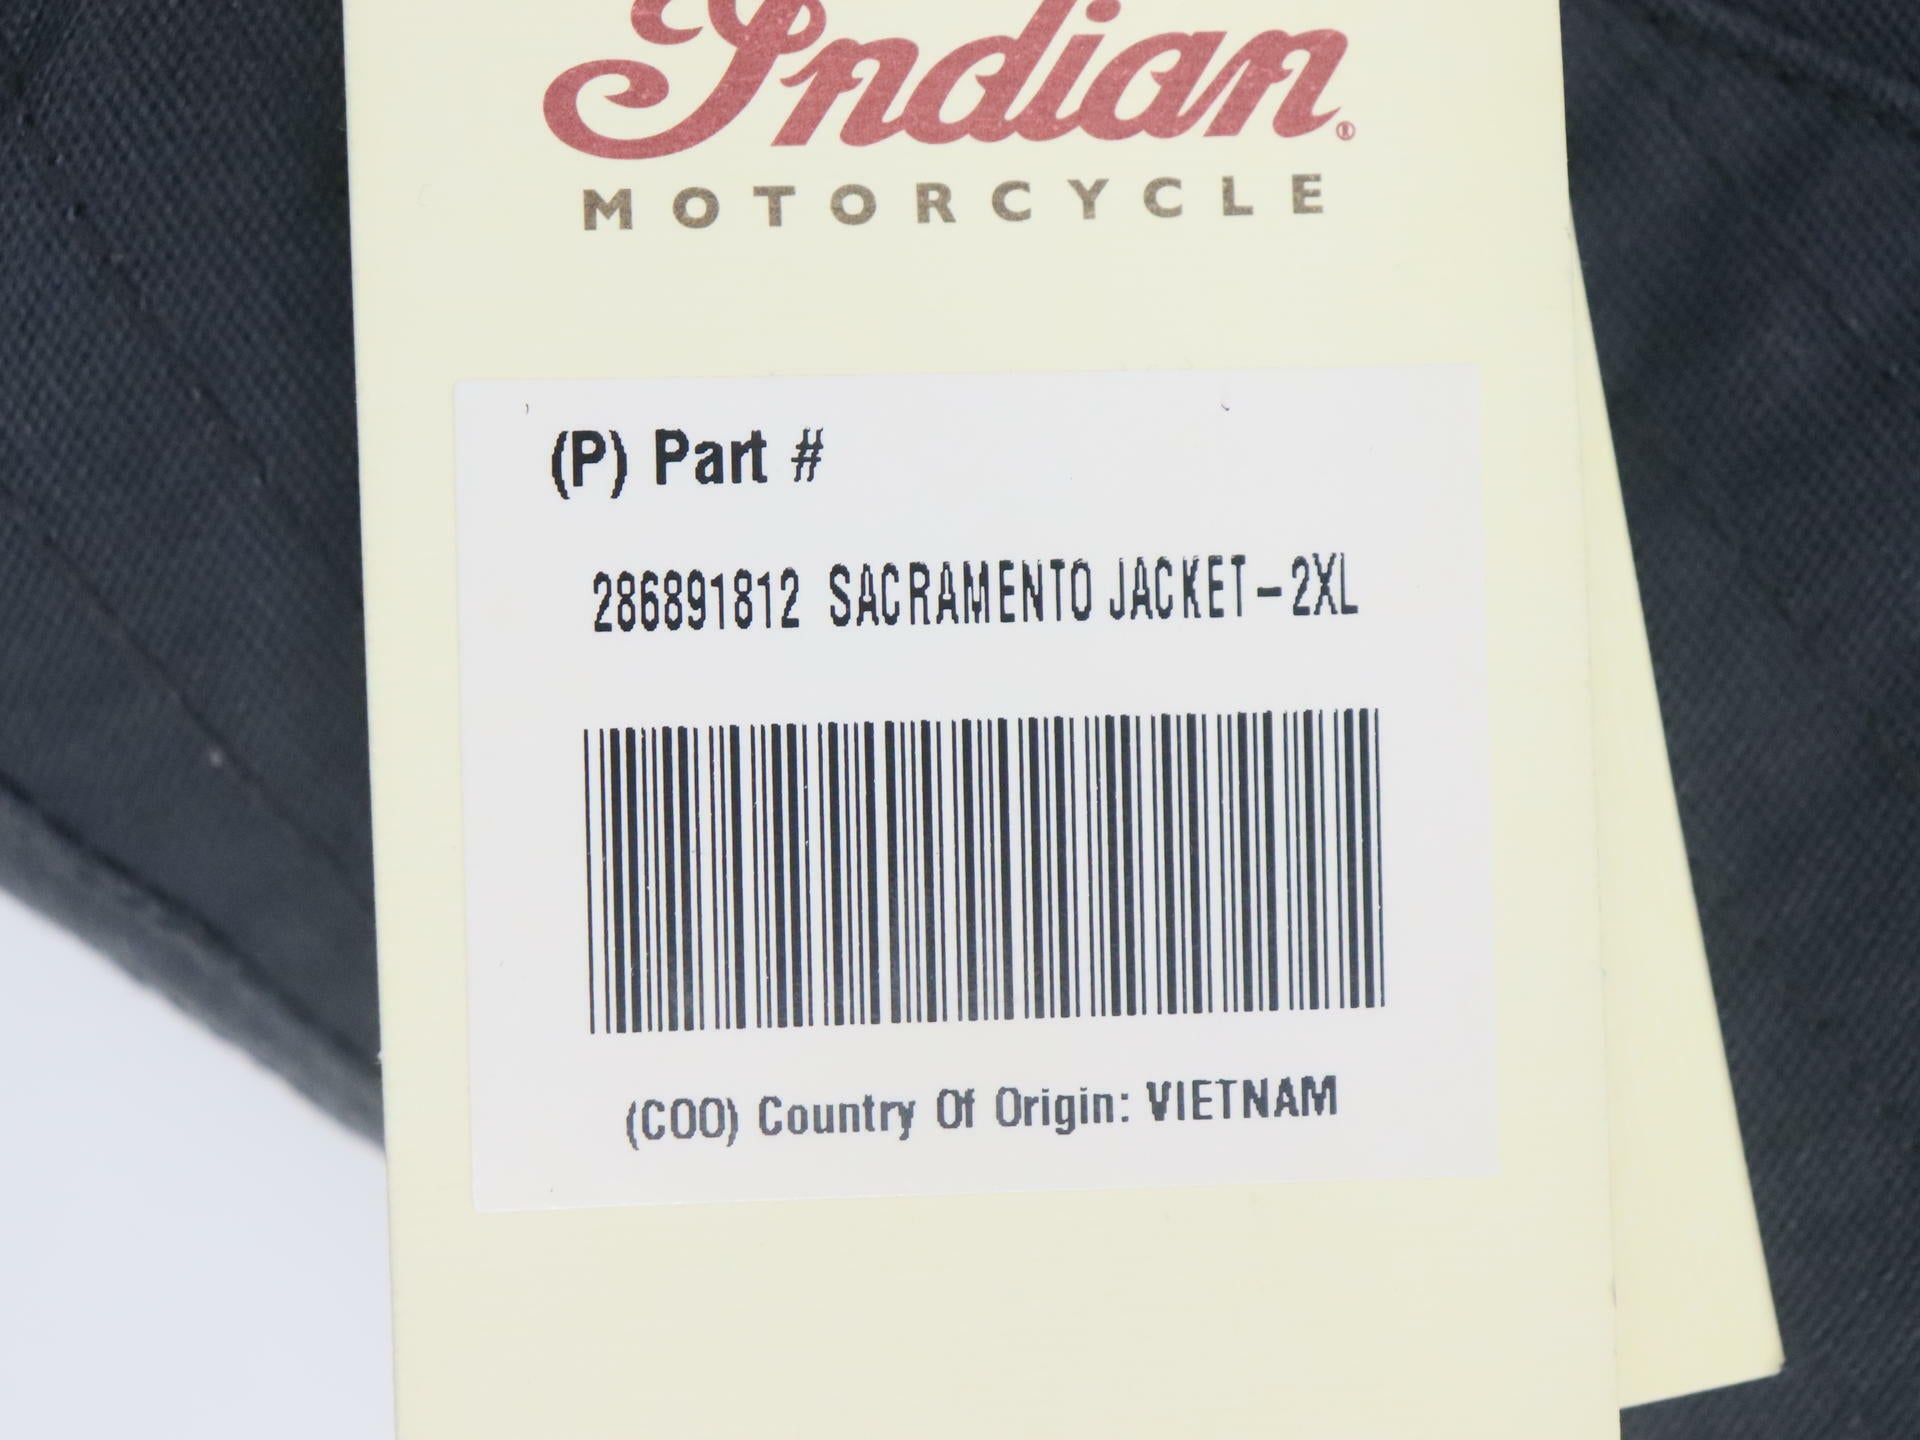 Indian®
MOTORCYCLE
(P) Part #
286891812 SACRAMENTO JACKET-2XL
(COO) Country Of Origin: VIETNAM